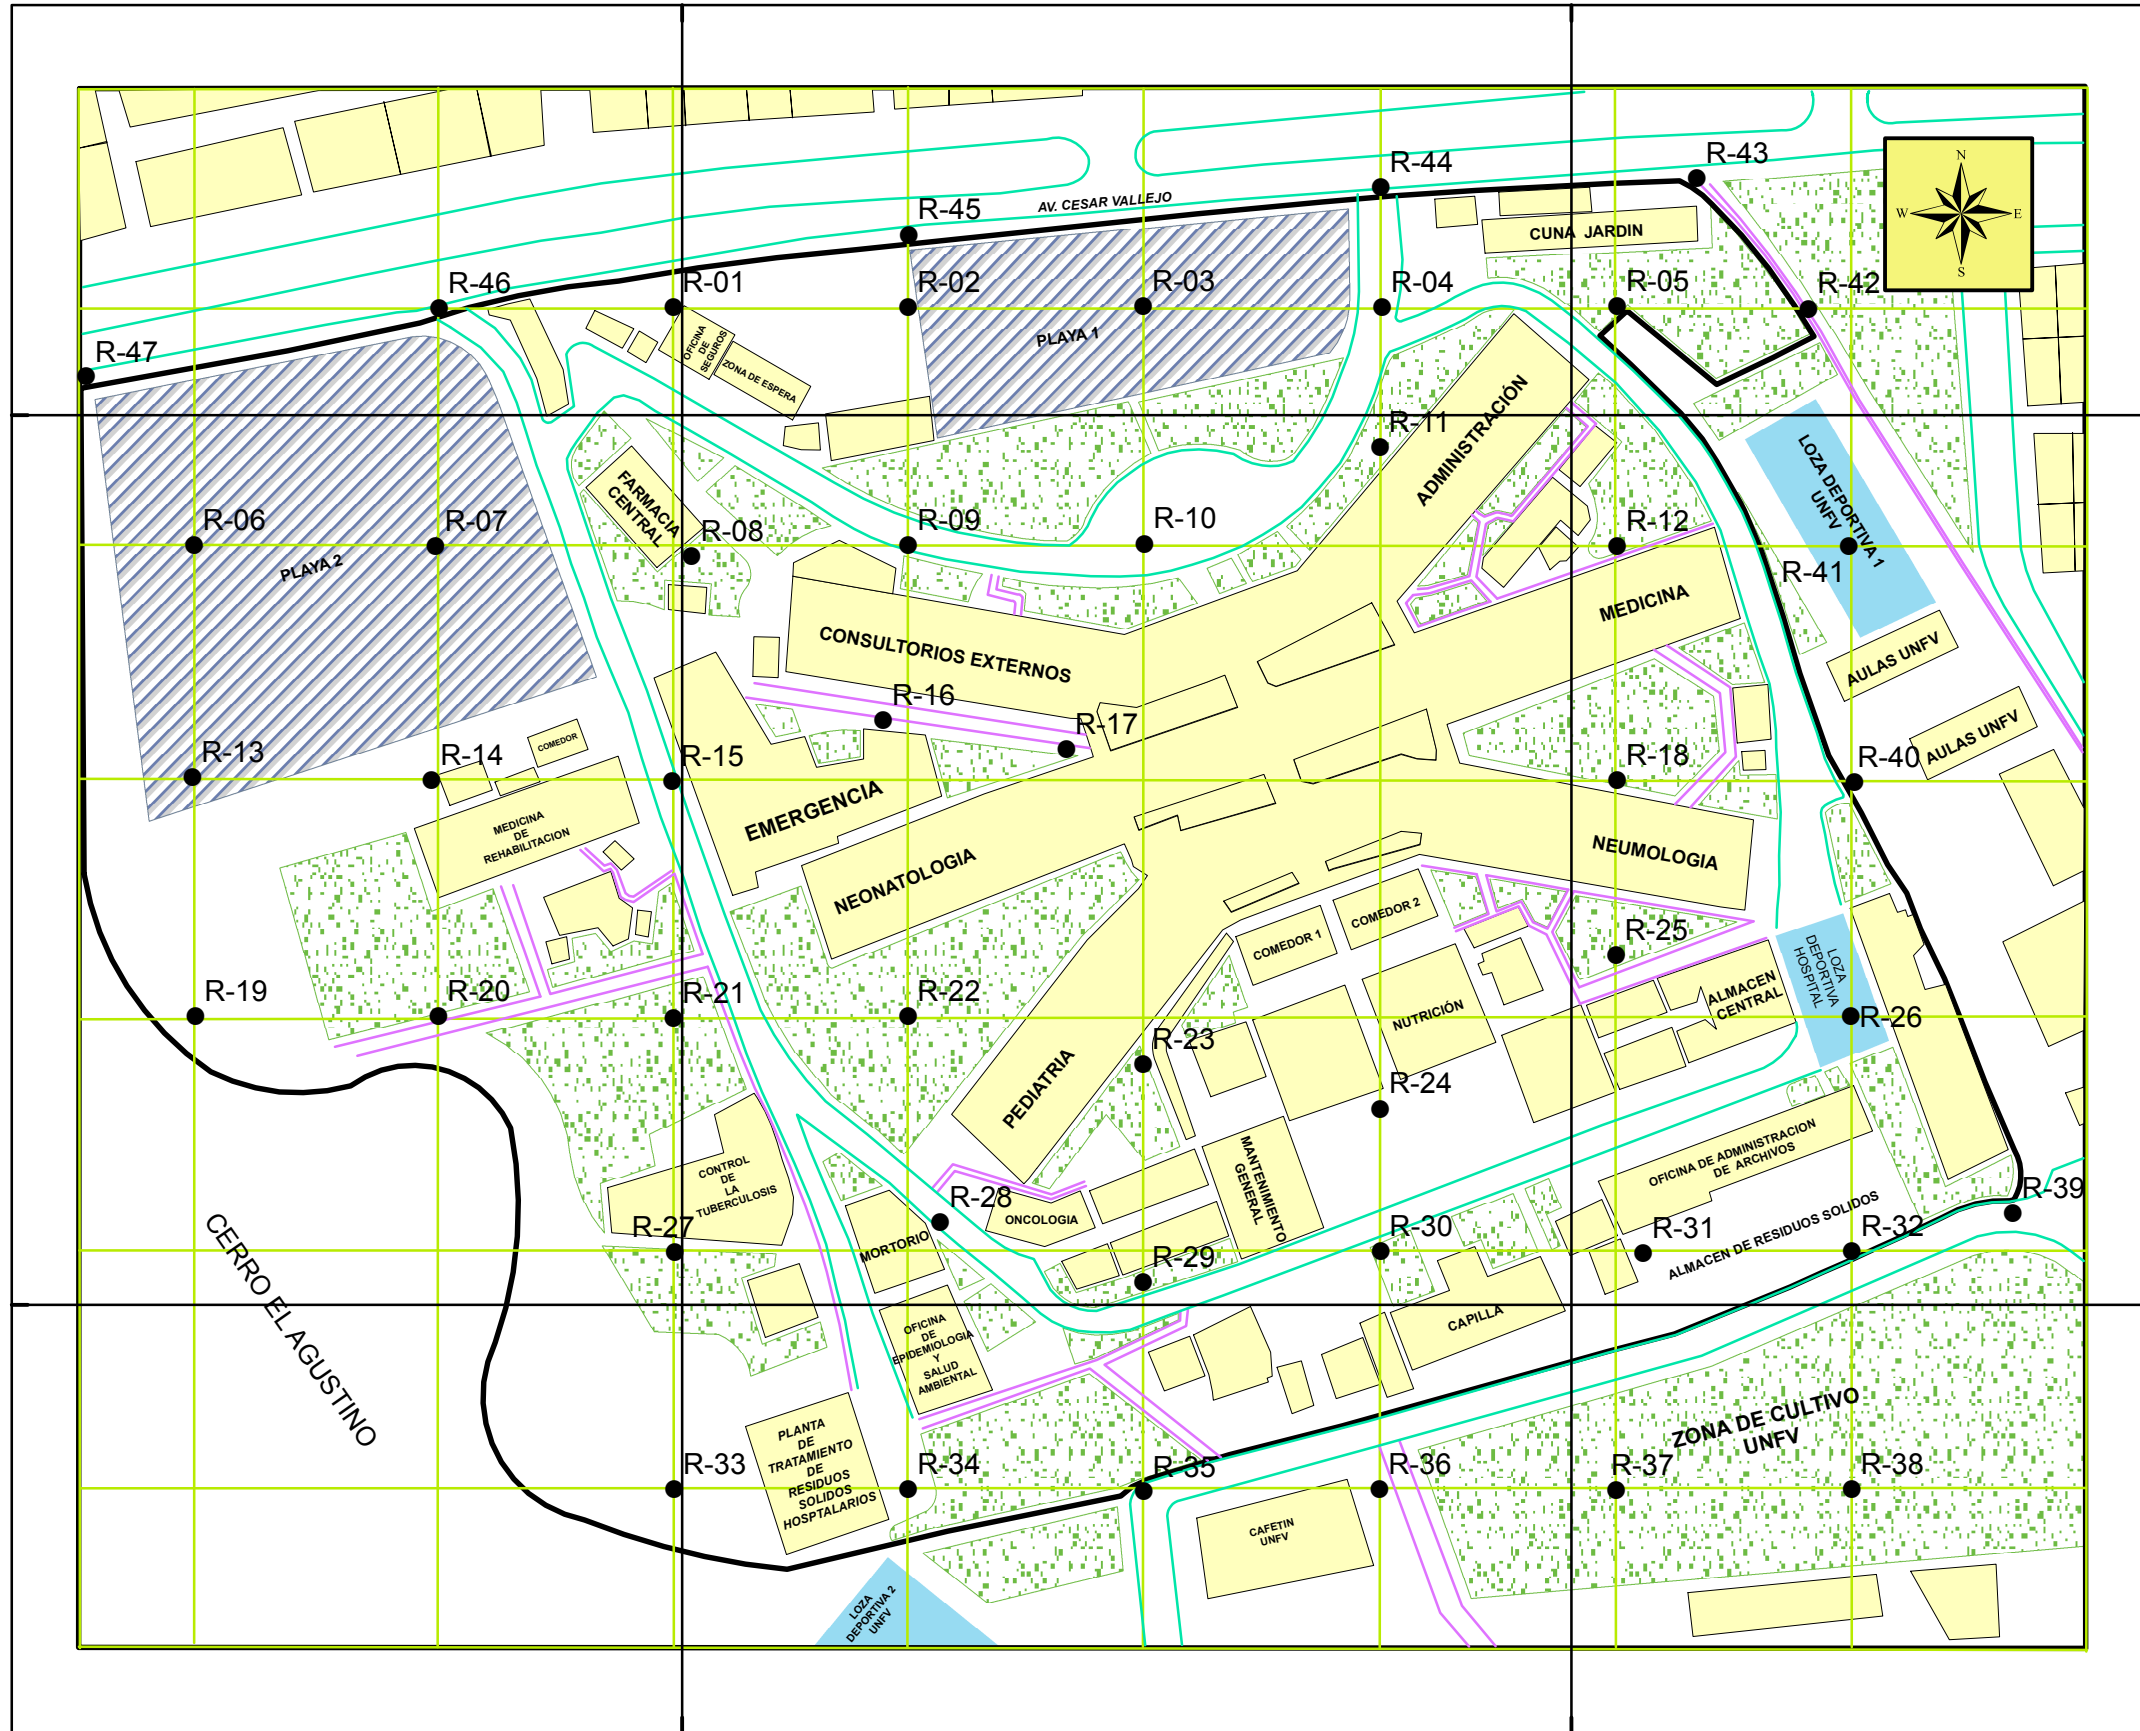 R-43
R-44
N
W
E
S
AV. CESAR VALLEJO
R-45
CUNA JARDIN
R-46
R-01
R-02
R-03
R-04
R-05
R-42
R-47
OFICINA
DE
SEGUROS
ZONA DE ESPERA
PLAYA 1
R-11
ADMINISTRACIÓN
LOZA DEPORTIVA 1
UNFV
FARMACIA
CENTRAL
R-06
R-07
R-08
R-09
R-10
R-12
PLAYA 2
R-41
MEDICINA
CONSULTORIOS EXTERNOS
AULAS UNFV
R-16
R-17
AULAS UNFV
COMEDOR
R-13
R-14
R-15
R-18
R-40
EMERGENCIA
MEDICINA
DE
REHABILITACION
NEUMOLOGIA
NEONATOLOGIA
COMEDOR 2
COMEDOR 1
R-25
LOZA
DEPORTIVA
HOSPITAL
R-19
R-20
R-21
R-22
NUTRICIÓN
ALMACEN
CENTRAL
R-26
R-23
PEDIATRIA
R-24
CONTROL
DE
LA
TUBERCULOSIS
MANTENIMIENTO
GENERAL
OFICINA DE ADMINISTRACION
DE ARCHIVOS
R-39
R-28
ONCOLOGIA
R-27
MORTORIO
R-30
R-31
R-32
ALMACEN DE RESIDUOS SOLIDOS
R-29
CERRO EL AGUSTINO
OFICINA
DE
EPIDEMIOLOGIA
Y
SALUD
AMBIENTAL
CAPILLA
ZONA DE CULTIVO
UNFV
PLANTA
DE
TRATAMIENTO
DE
RESIDUOS
SOLIDOS
HOSPTALARIOS
R-33
R-34
R-35
R-36
R-37
R-38
CAFETIN
UNFV
LOZA
DEPORTIVA 2
UNFV